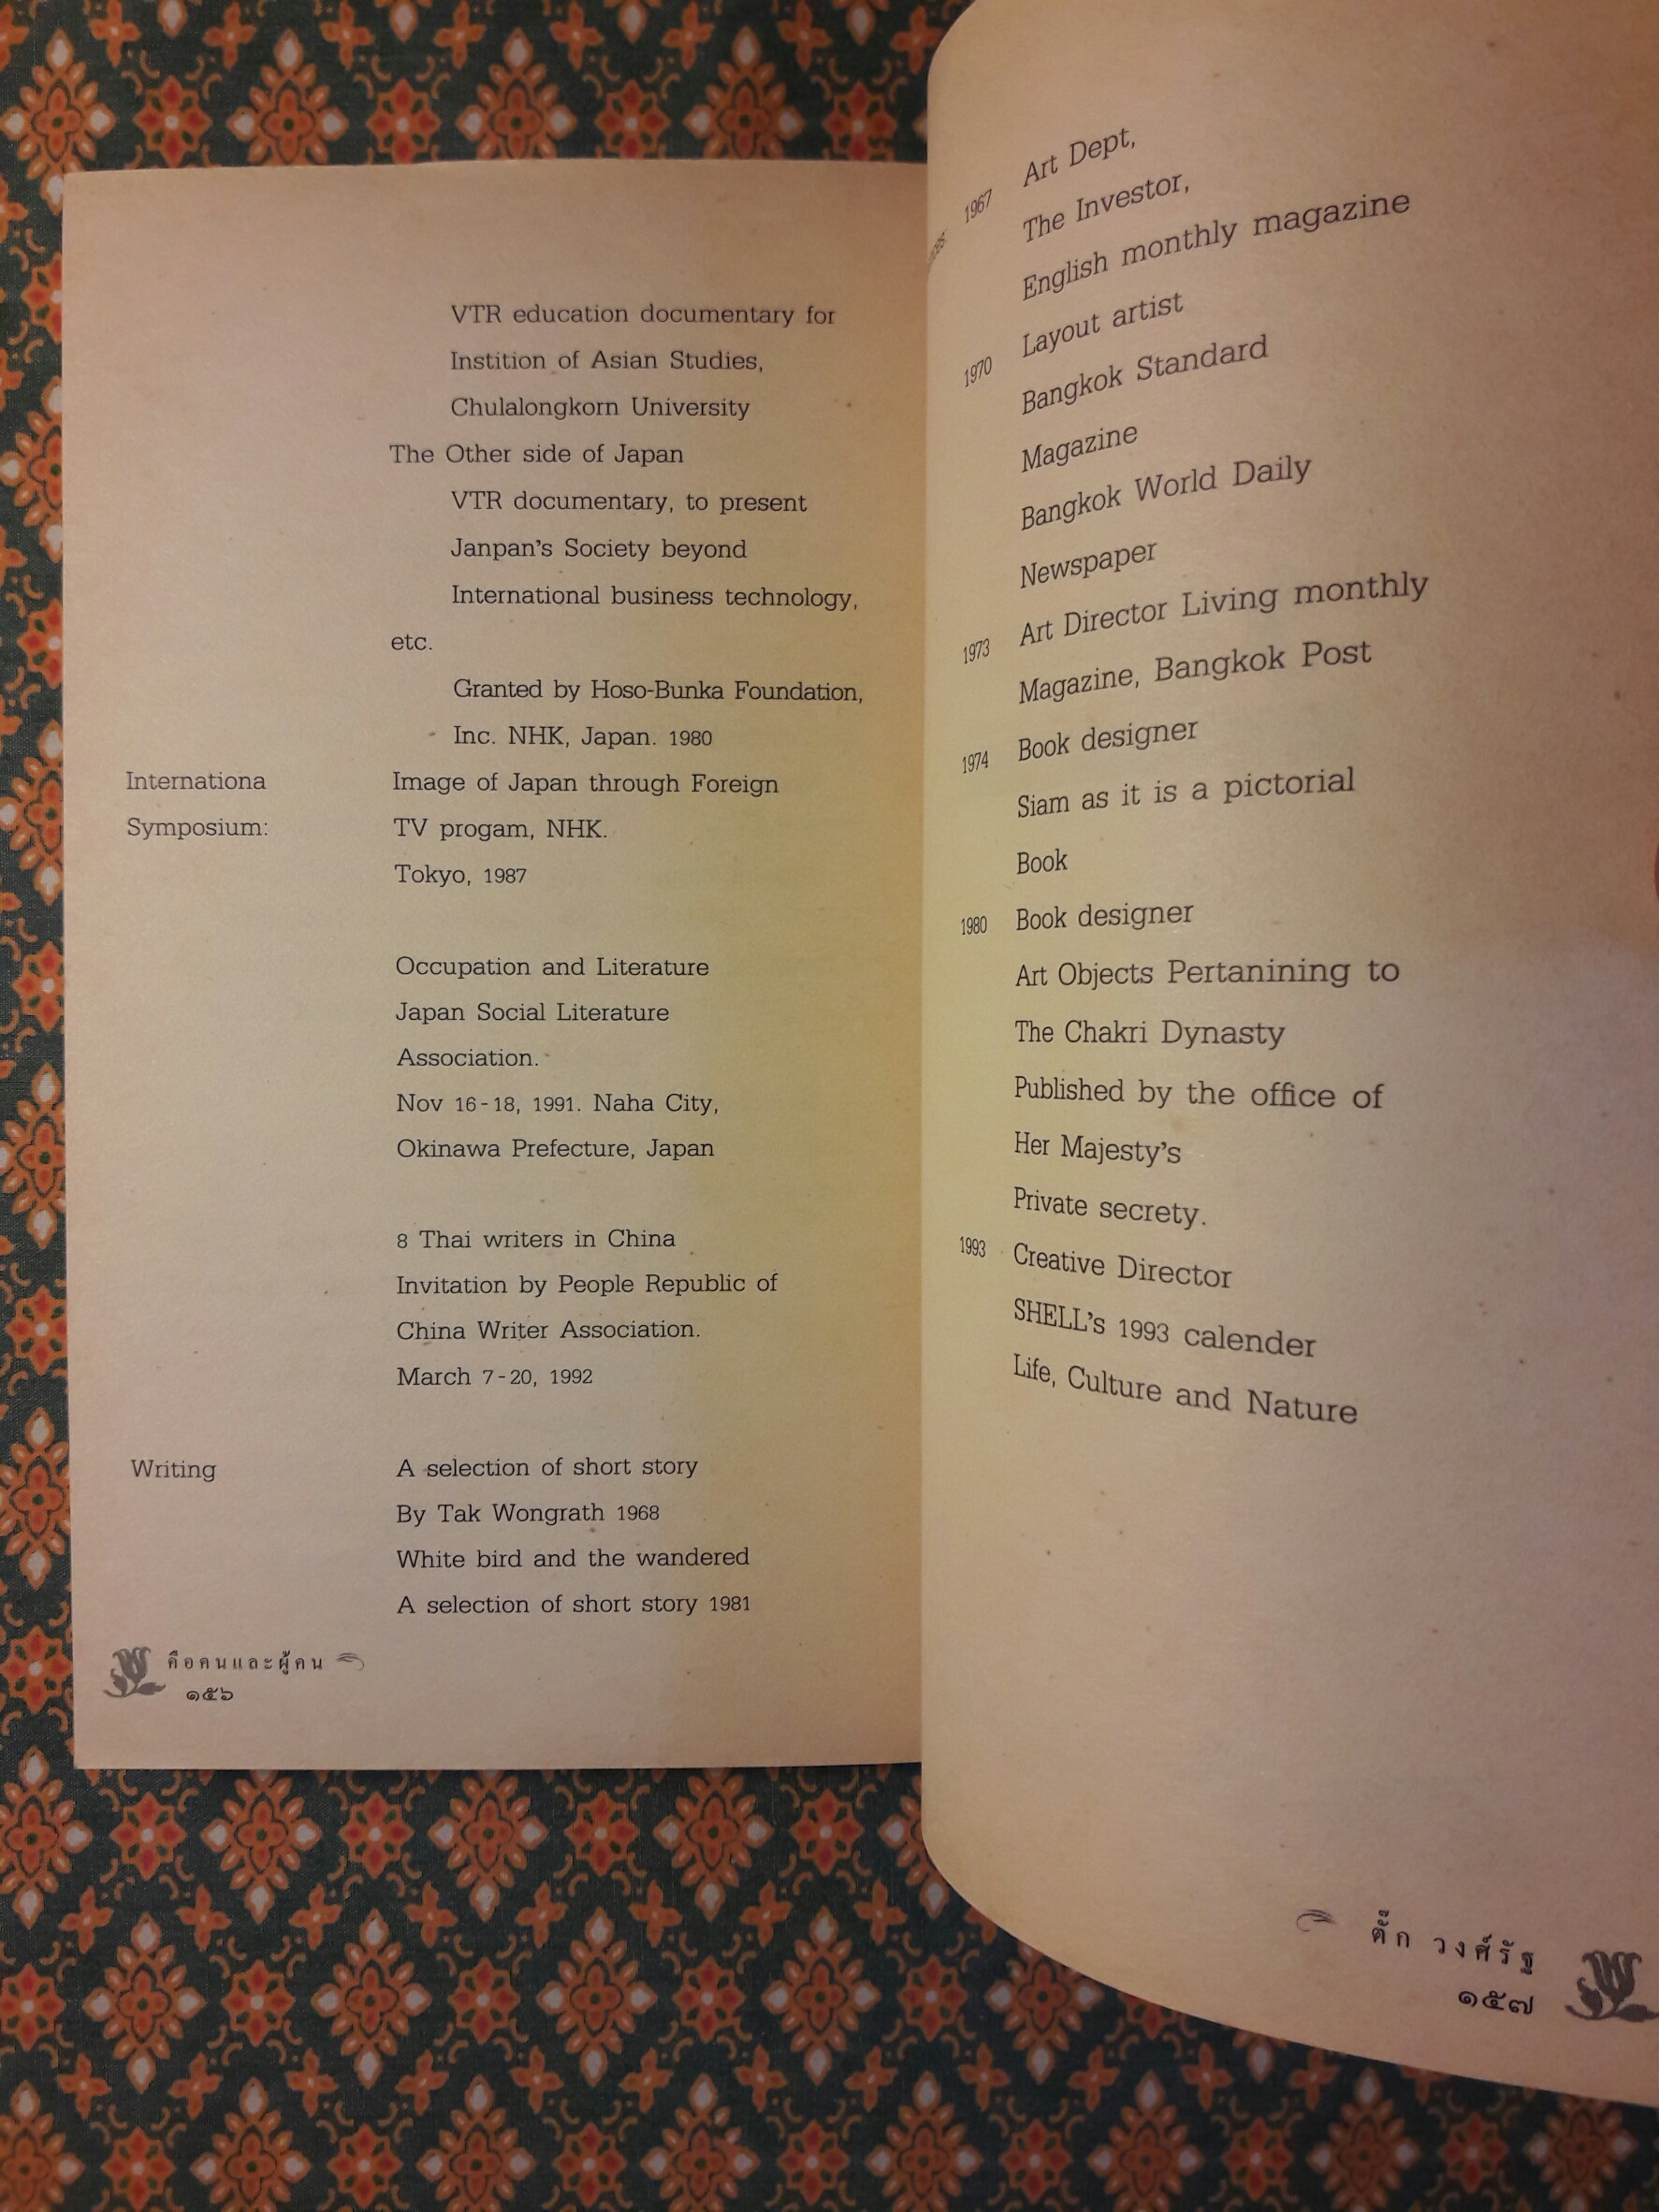 VTR education documentary for
Instition of Asian Studies,
Chulalongkorn University
The Other side of Japan
VTR documentary, to present
Janpan's Society beyond
International business technology,
etc.
Granted by Hoso-Bunka Foundation,
Inc. NHK, Japan. 1980
Internationa Image of Japan through Foreign
Symposium: TV progam, NHK.
Tokyo, 1987
Occupation and Literature
Japan Social Literature
Association.
Nov 16-18, 1991. Naha City,
Okinawa Prefecture, Japan
8 Thai writers in China
Invitation by People Republic of
China Writer Association.
March 7-20, 1992
Writing A selection of short story
By Tak Wongrath 1968
White bird and the wandered
A selection of short story 1981
คือคนและผู้คน
๑๕๖
1967 Art Dept,
The Investor,
English monthly magazine
1970 Layout artist
Bangkok Standard
Magazine
Bangkok World Daily
Newspaper
1973 Art Director Living monthly
Magazine, Bangkok Post
1974 Book designer
Siam as it is a pictorial
Book
1980 Book designer
Art Objects Pertanining to
The Chakri Dynasty
Published by the office of
Her Majesty's
Private secrety.
1993 Creative Director
SHELL's 1993 calender
Life, Culture and Nature
ตั๊ก วงศ์รัฐ
๑๕๗